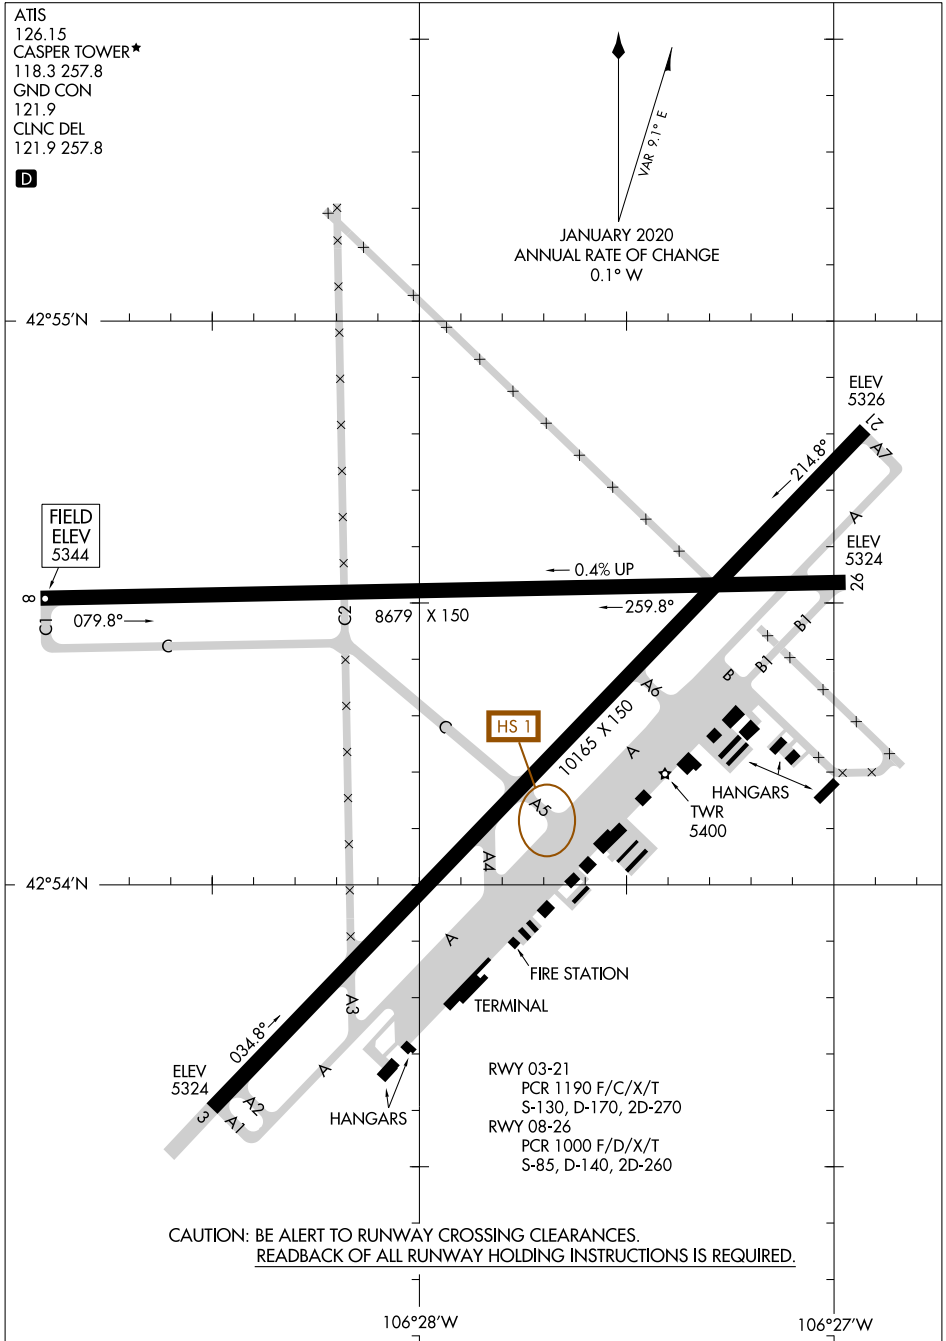 ATIS
126.15
CASPER TOWER★
118.3 257.8
GND CON
121.9
CLNC DEL
121.9 257.8
D
VAR 9.1° E
JANUARY 2020
ANNUAL RATE OF CHANGE
0.1° W
42°55'N
ELEV
5326
21
A7
214.8°
A
FIELD
ELEV
5344
ELEV
5324
0.4% UP
8
26
079.8°
8679 X 150
259.8°
C1
C2
C
B1
B1
B
A6
C
HS 1
10165 X 150
A
A5
HANGARS
TWR
5400
A4
42°54'N
A
FIRE STATION
TERMINAL
A3
034.8°
ELEV
5324
A
A2
3
A1
HANGARS
RWY 03-21
PCR 1190 F/C/X/T
S-130, D-170, 2D-270
RWY 08-26
PCR 1000 F/D/X/T
S-85, D-140, 2D-260
CAUTION: BE ALERT TO RUNWAY CROSSING CLEARANCES.
READBACK OF ALL RUNWAY HOLDING INSTRUCTIONS IS REQUIRED.
106°28'W
106°27'W